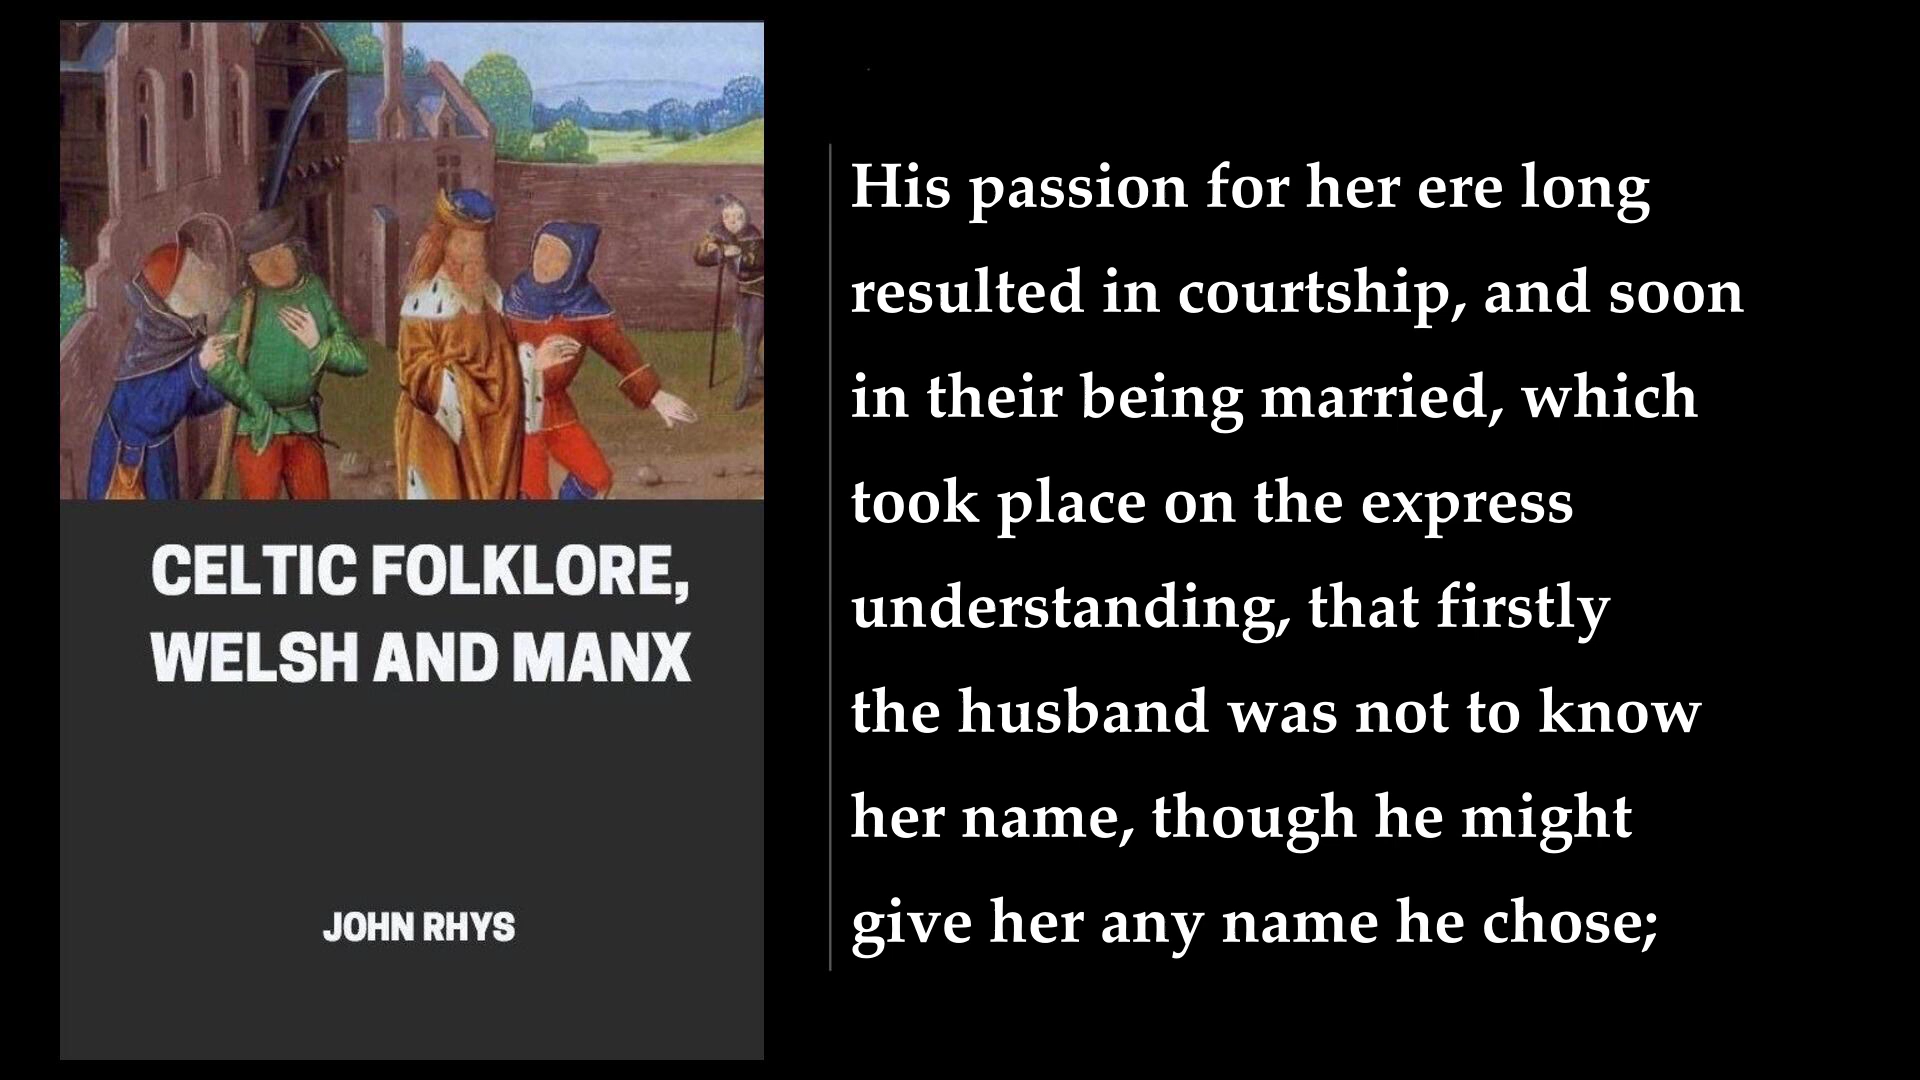 CELTIC FOLKLORE,
WELSH AND MANX
JOHN RHYS
His passion for her ere long
resulted in courtship, and soon
in their being married, which
took place on the express
understanding, that firstly
the husband was not to know
her name, though he might
give her any name he chose;